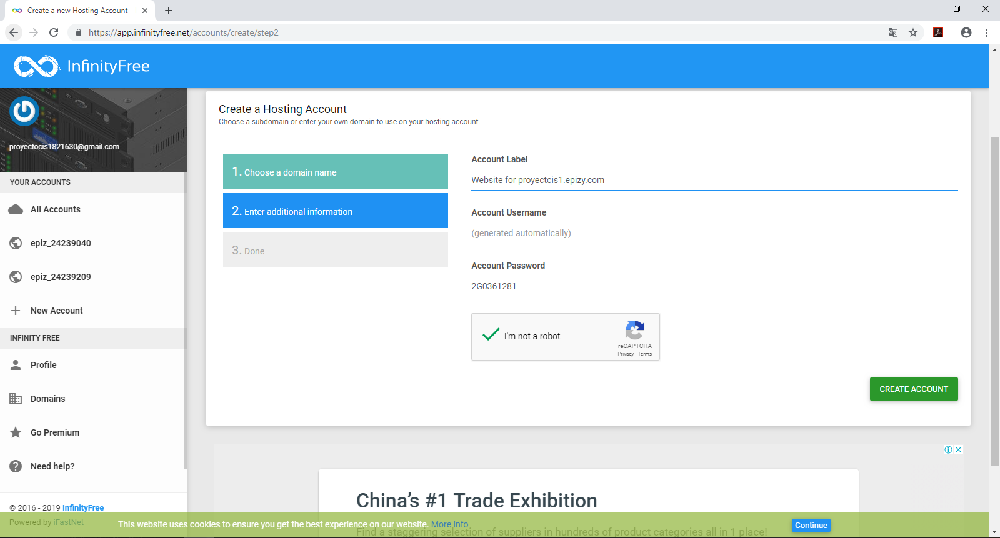 Create a new Hosting Account -
https://app.infinityfree.net/accounts/create/step2
InfinityFree
proyectocis1821630@gmail.com
YOUR ACCOUNTS
All Accounts
epiz_24239040
epiz_24239209
New Account
INFINITY FREE
Profile
Domains
Go Premium
Need help?
© 2016 - 2019 InfinityFree
Powered by iFastNet
Create a Hosting Account
Choose a subdomain or enter your own domain to use on your hosting account.
1. Choose a domain name
2. Enter additional information
3. Done
Account Label
Website for proyectcis1.epizy.com
Account Username
(generated automatically)
Account Password
2G0361281
I'm not a robot
reCAPTCHA
Privacy - Terms
CREATE ACCOUNT
China's #1 Trade Exhibition
Find a staggering selection of suppliers in hundreds of product categories all in 1 place!
This website uses cookies to ensure you get the best experience on our website. More info
Continue